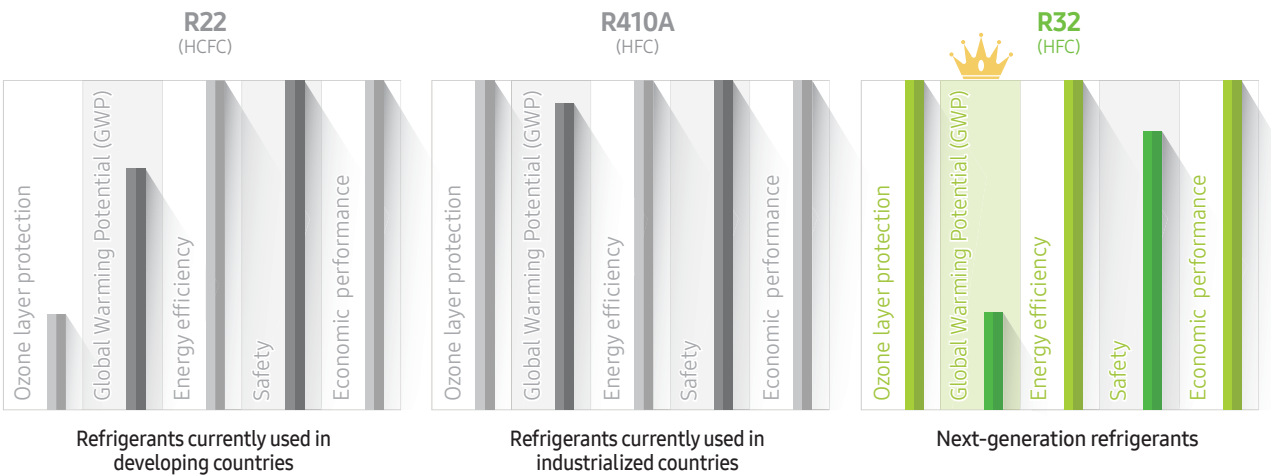 R22
(HCFC)
Ozone layer protection
Global Warming Potential (GWP)
Energy efficiency
Safety
Economic performance
Refrigerants currently used in
developing countries
R410A
(HFC)
Ozone layer protection
Global Warming Potential (GWP)
Energy efficiency
Safety
Economic performance
Refrigerants currently used in
industrialized countries
R32
(HFC)
Ozone layer protection
Global Warming Potential (GWP)
Energy efficiency
Safety
Economic performance
Next-generation refrigerants